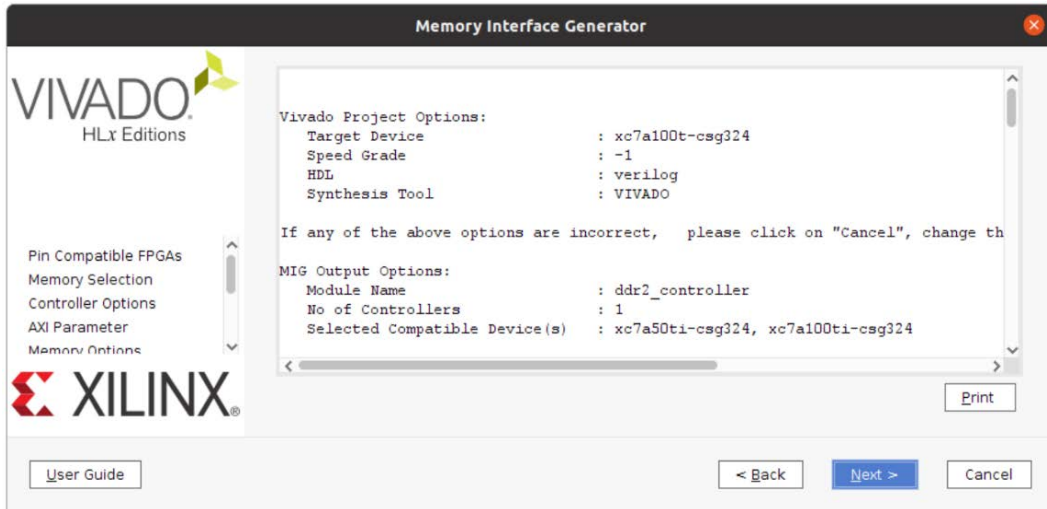 Memory Interface Generator
VIVADO.
HLx Editions
Pin Compatible FPGAs
Memory Selection
Controller Options
AXI Parameter
Memory Options
XILINX®
Vivado Project Options:
Target Device : xc7a100t-csg324
Speed Grade : -1
HDL : verilog
Synthesis Tool : VIVADO
If any of the above options are incorrect, please click on "Cancel", change th
MIG Output Options:
Module Name : ddr2_controller
No of Controllers : 1
Selected Compatible Device(s) : xc7a50ti-csg324, xc7a100ti-csg324
Print
User Guide
< Back
Next >
Cancel